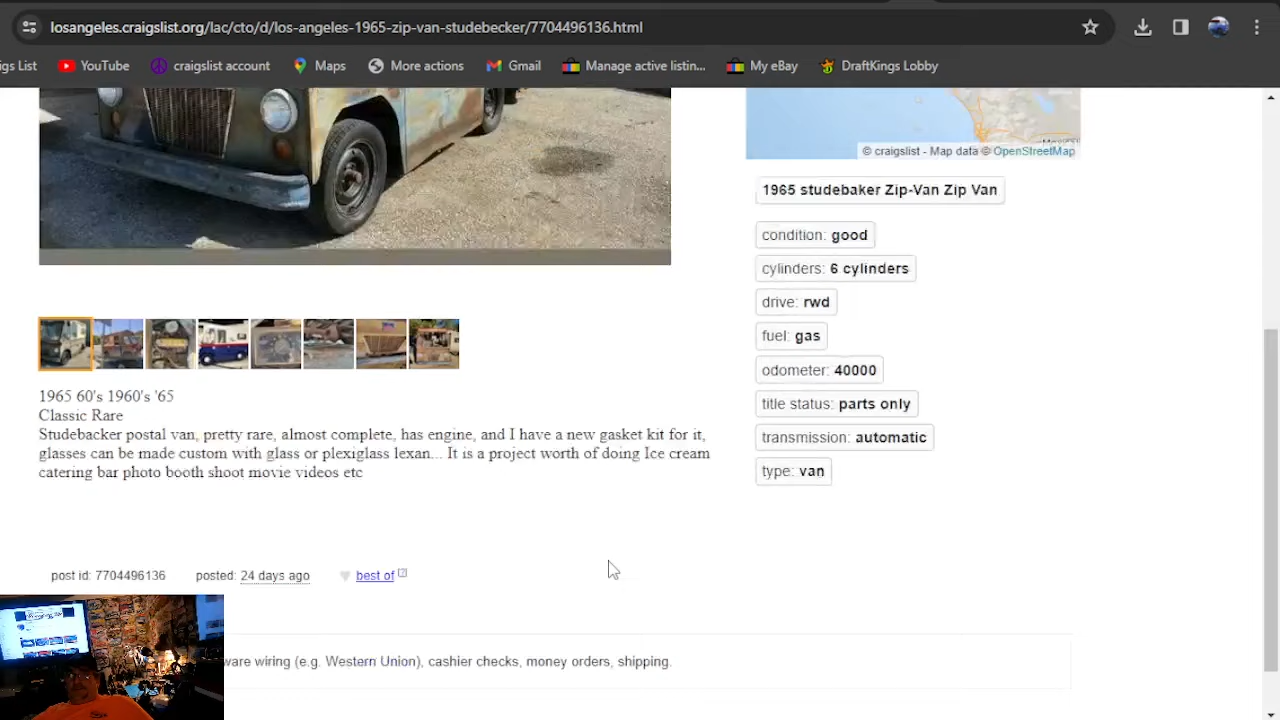 losangeles.craigslist.org/lac/cto/d/los-angeles-1965-zip-van-studebecker/7704496136.html
igs List YouTube craigslist account Maps More actions Gmail Manage active listin... My eBay DraftKings Lobby
© craigslist - Map data © OpenStreetMap
1965 studebaker Zip-Van Zip Van
condition: good
cylinders: 6 cylinders
drive: rwd
fuel: gas
odometer: 40000
title status: parts only
transmission: automatic
type: van
1965 60's 1960's '65
Classic Rare
Studebacker postal van, pretty rare, almost complete, has engine, and I have a new gasket kit for it,
glasses can be made custom with glass or plexiglass lexan... It is a project worth of doing Ice cream
catering bar photo booth shoot movie videos etc
post id: 7704496136 posted: 24 days ago best of [?]
ware wiring (e.g. Western Union), cashier checks, money orders, shipping.